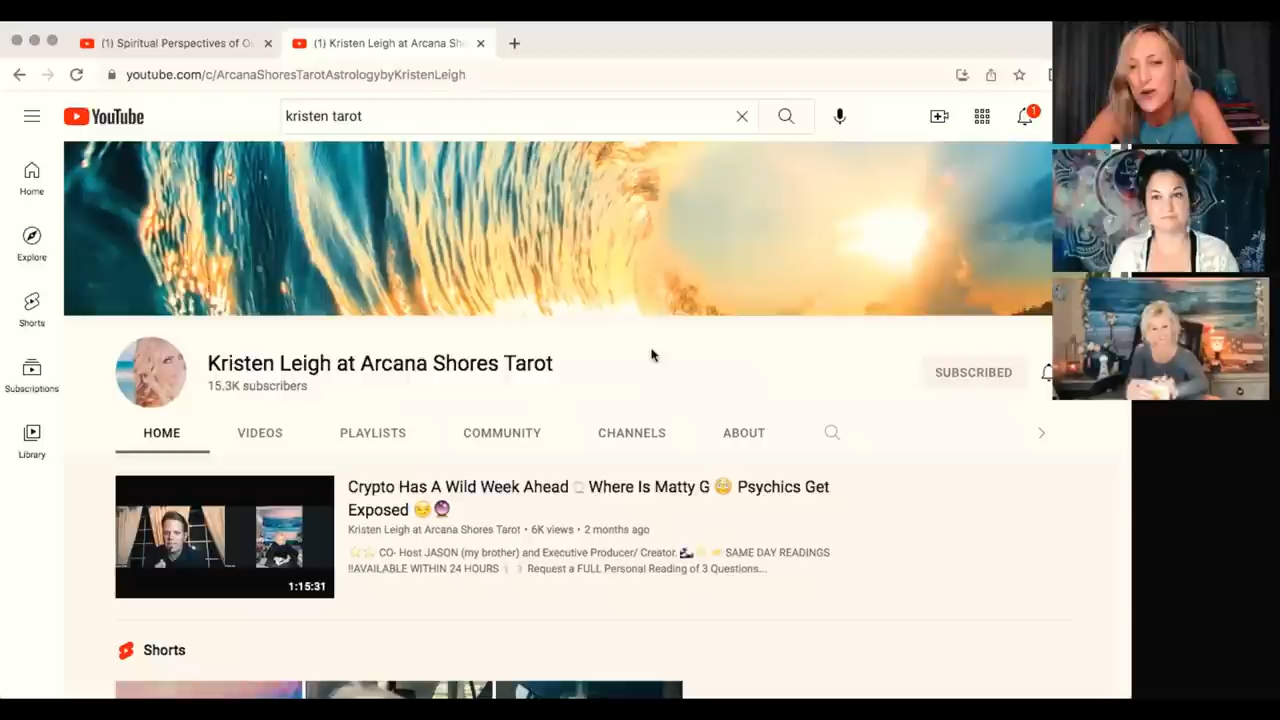 (1) Spiritual Perspectives of O
(1) Kristen Leigh at Arcana Sh
youtube.com/c/ArcanaShoresTarotAstrologybyKristenLeigh
YouTube
kristen tarot
1
Home
Explore
Shorts
Subscriptions
Library
Kristen Leigh at Arcana Shores Tarot
15.3K subscribers
SUBSCRIBED
HOME VIDEOS PLAYLISTS COMMUNITY CHANNELS ABOUT
Crypto Has A Wild Week Ahead Where Is Matty G 😳 Psychics Get
Exposed 😏🔮
Kristen Leigh at Arcana Shores Tarot • 6K views • 2 months ago
CO- Host JASON (my brother) and Executive Producer/ Creator. SAME DAY READINGS
!!AVAILABLE WITHIN 24 HOURS Request a FULL Personal Reading of 3 Questions...
1:15:31
Shorts